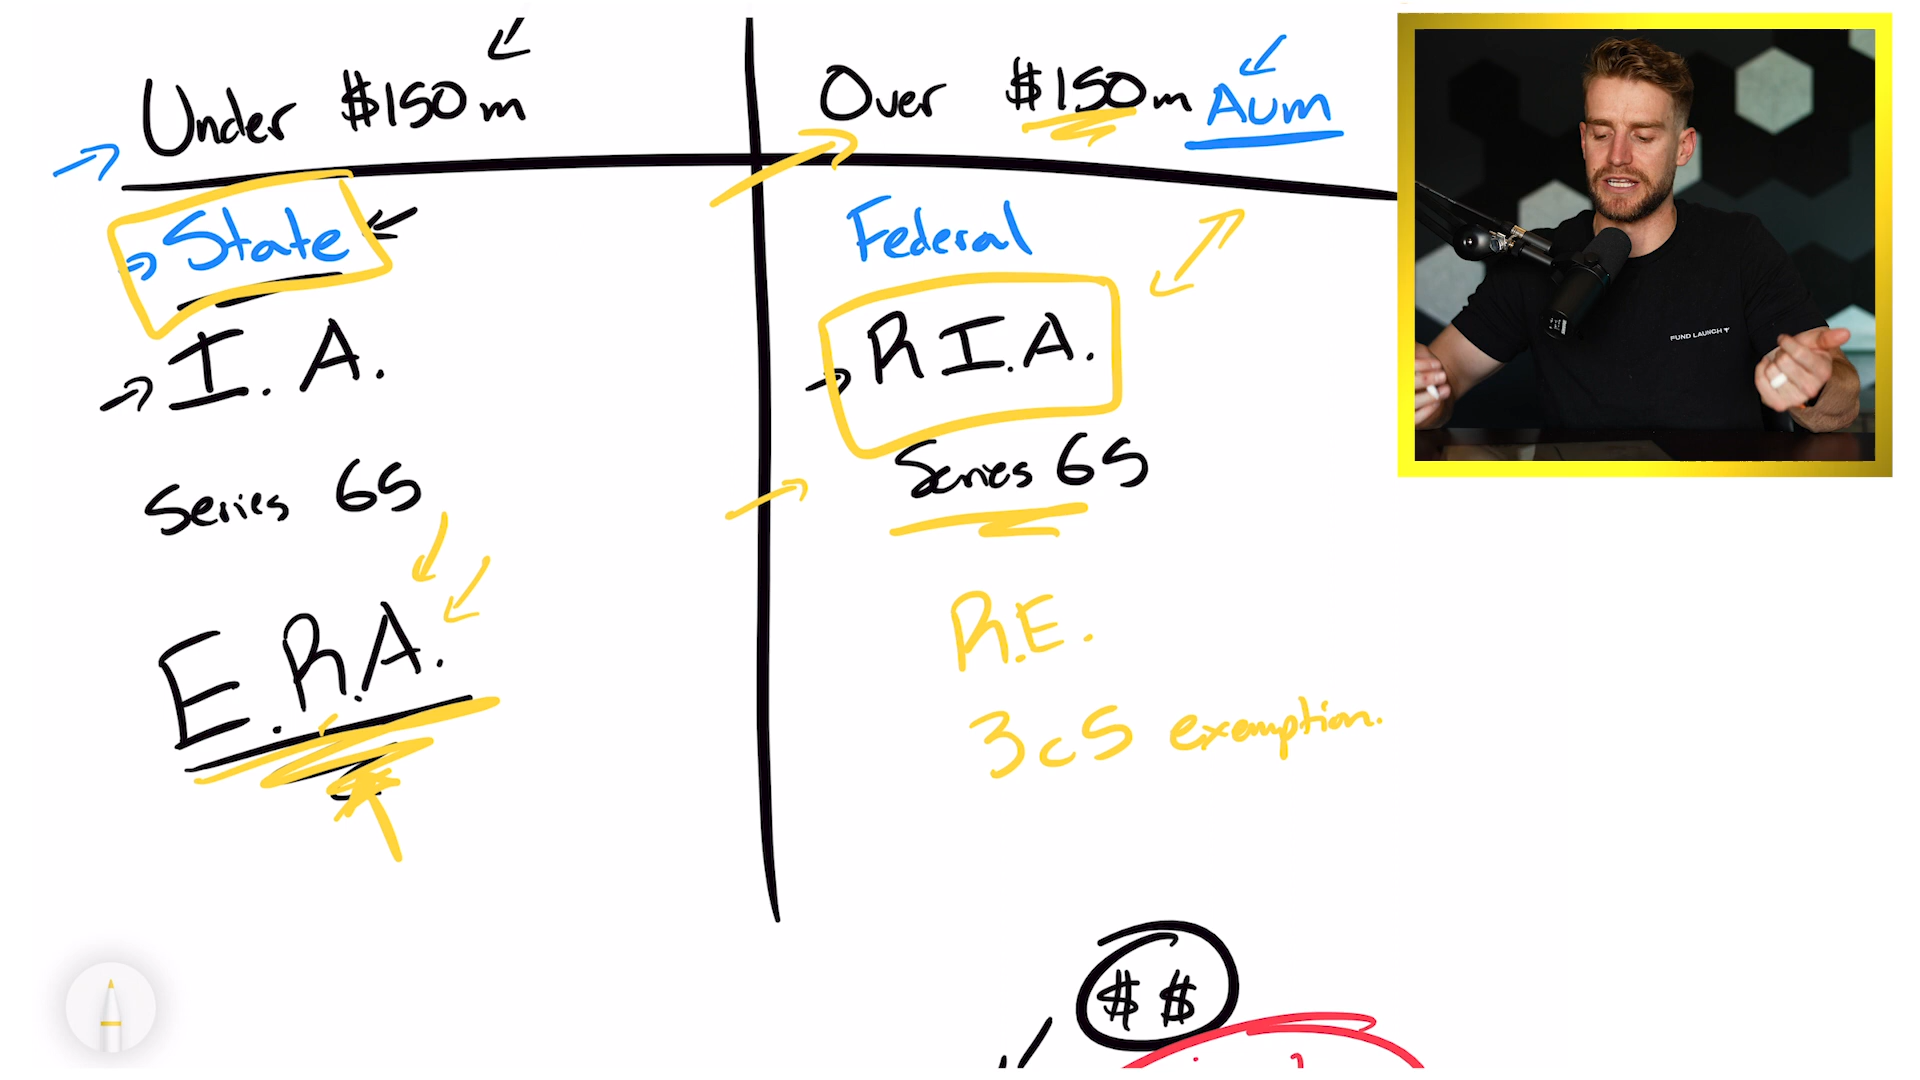 Under $150m
State
I.A.
Series 65
E.R.A.
Over $150m Aum
Federal
R.I.A.
Series 65
R.E.
3c5 exemption.
$ $
FUND LAUNCH